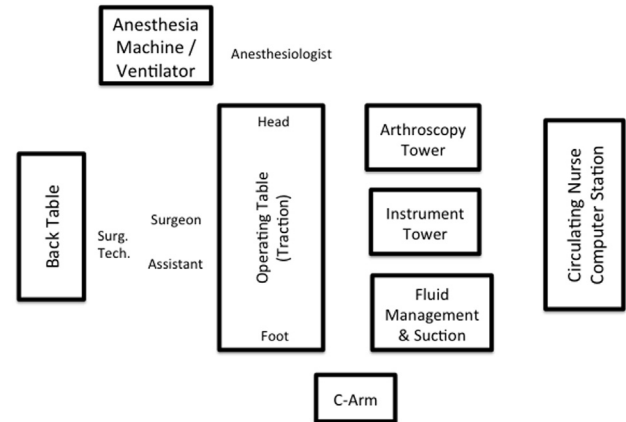 Anesthesia
Machine /
Ventilator
Anesthesiologist
Head
Operating Table
(Traction)
Foot
Arthroscopy
Tower
Instrument
Tower
Fluid
Management
& Suction
Circulating Nurse
Computer Station
Back Table
Surg.
Tech.
Surgeon
Assistant
C-Arm